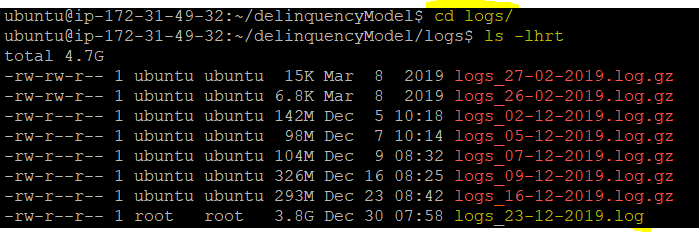 ubuntu@ip-172-31-49-32:~/delinquencyModel$ cd logs/
ubuntu@ip-172-31-49-32:~/delinquencyModel/logs$ ls -lhrt
total 4.7G
-rw-rw-r-- 1 ubuntu ubuntu  15K Mar  8  2019 logs_27-02-2019.log.gz
-rw-rw-r-- 1 ubuntu ubuntu 6.8K Mar  8  2019 logs_26-02-2019.log.gz
-rw-r--r-- 1 ubuntu ubuntu 142M Dec  5 10:18 logs_02-12-2019.log.gz
-rw-r--r-- 1 ubuntu ubuntu  98M Dec  7 10:14 logs_05-12-2019.log.gz
-rw-r--r-- 1 ubuntu ubuntu 104M Dec  9 08:32 logs_07-12-2019.log.gz
-rw-r--r-- 1 ubuntu ubuntu 326M Dec 16 08:25 logs_09-12-2019.log.gz
-rw-r--r-- 1 ubuntu ubuntu 293M Dec 23 08:42 logs_16-12-2019.log.gz
-rw-r--r-- 1 root   root   3.8G Dec 30 07:58 logs_23-12-2019.log